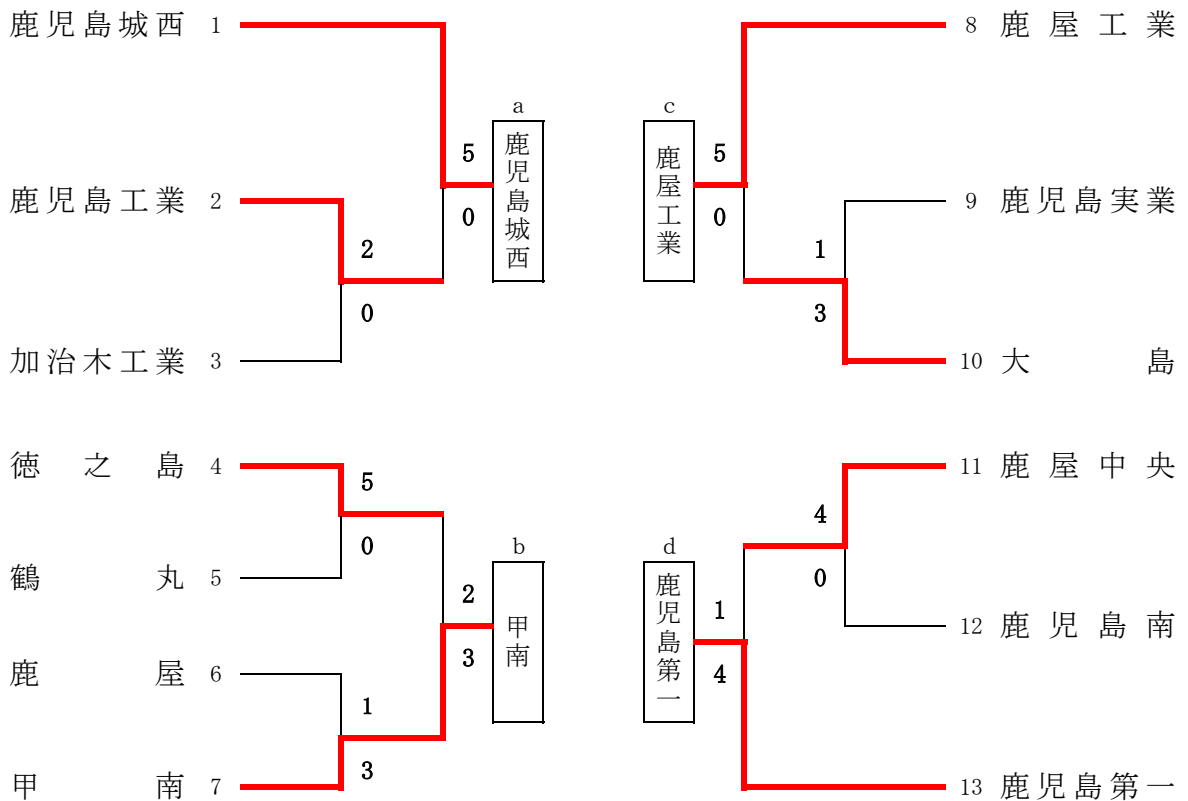 鹿児島城西 1
鹿児島工業 2
加治木工業 3
徳之島 4
鶴丸 5
鹿屋 6
甲南 7
5
0
2
0
5
0
2
3
1
3
a
鹿児島城西
b
甲南
c
鹿屋工業
d
鹿児島第一
5
0
1
3
4
0
1
4
8 鹿屋工業
9 鹿児島実業
10 大島
11 鹿屋中央
12 鹿児島南
13 鹿児島第一